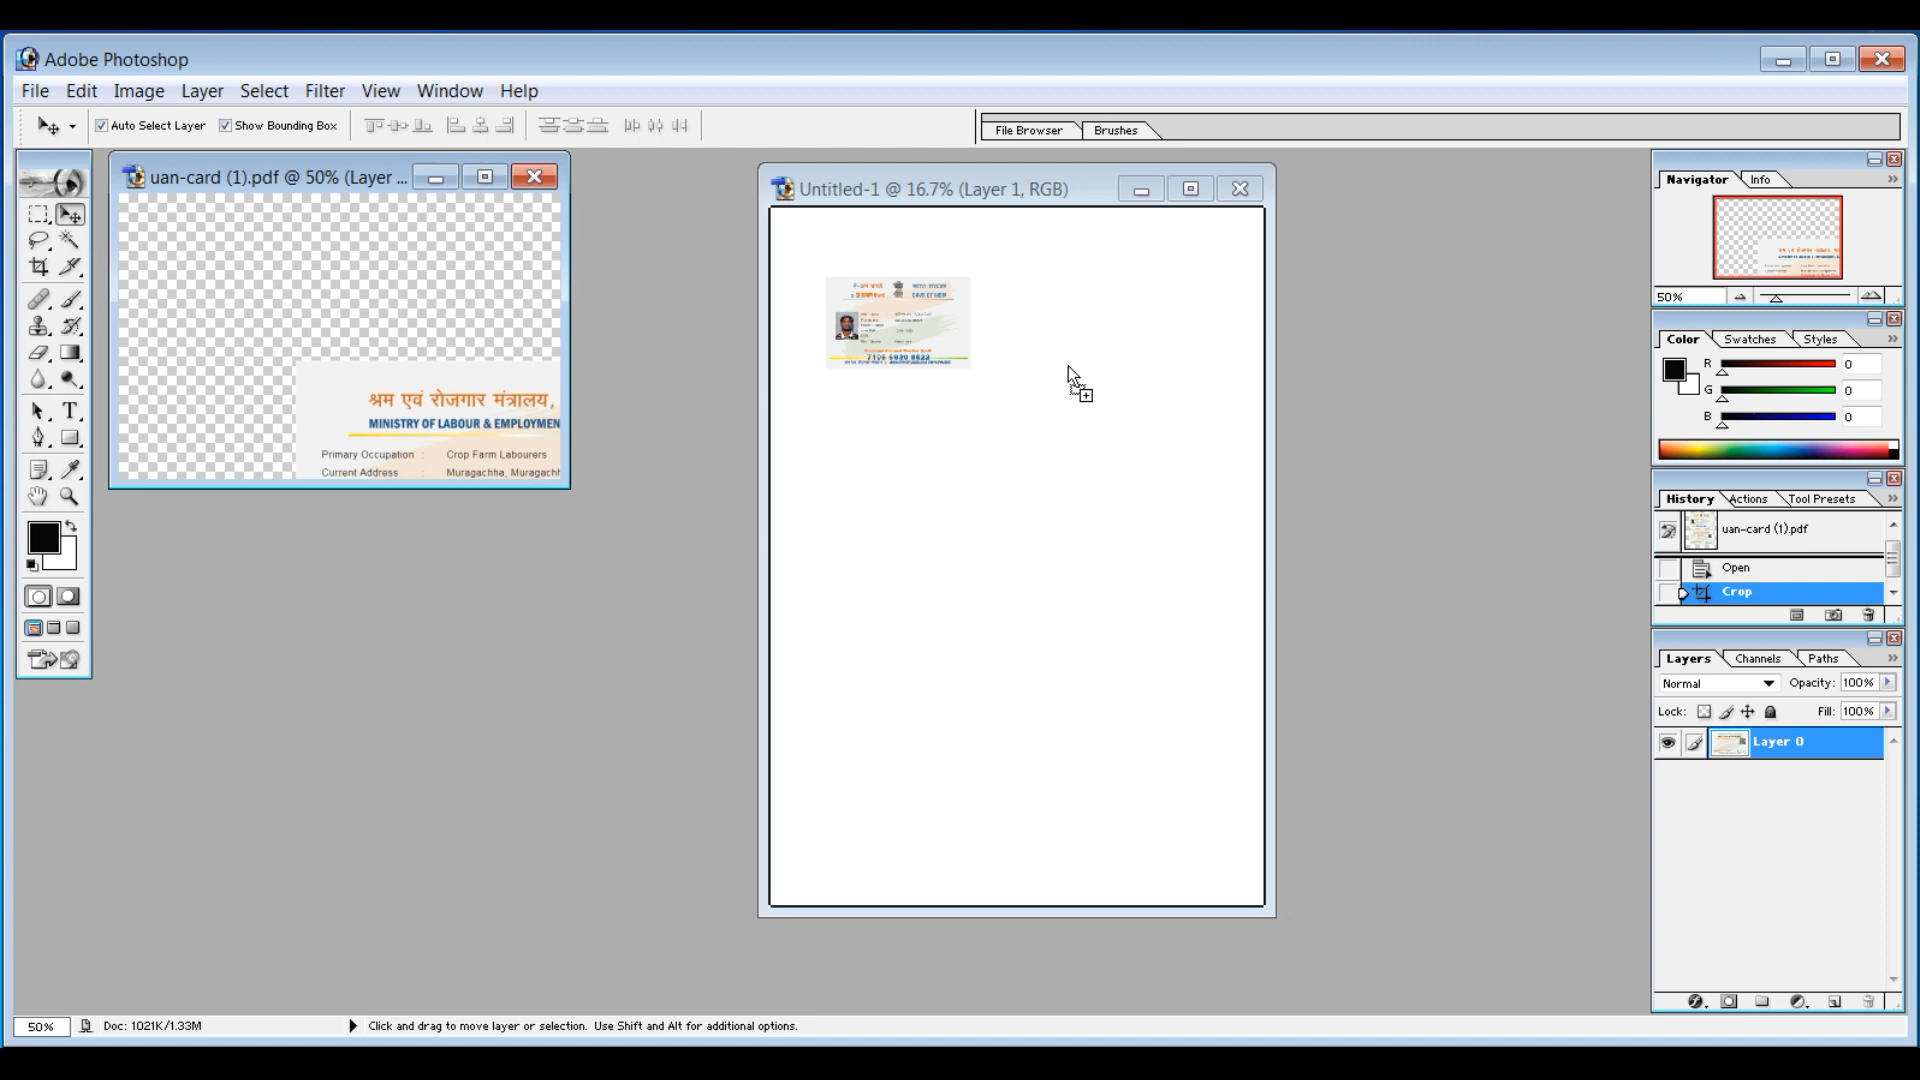 Adobe Photoshop
File Edit Image Layer Select Filter View Window Help
Auto Select Layer Show Bounding Box
File Browser Brushes
uan-card (1).pdf @ 50% (Layer ...
श्रम एवं रोजगार मंत्रालय,
MINISTRY OF LABOUR & EMPLOYMEN
Primary Occupation : Crop Farm Labourers
Current Address : Muragachha, Muragachh
Untitled-1 @ 16.7% (Layer 1, RGB)
Navigator Info
50%
Color Swatches Styles
R 0
G 0
B 0
History Actions Tool Presets
uan-card (1).pdf
Open
Crop
Layers Channels Paths
Normal Opacity: 100%
Lock: Fill: 100%
Layer 0
50% Doc: 1021K/1.33M Click and drag to move layer or selection. Use Shift and Alt for additional options.